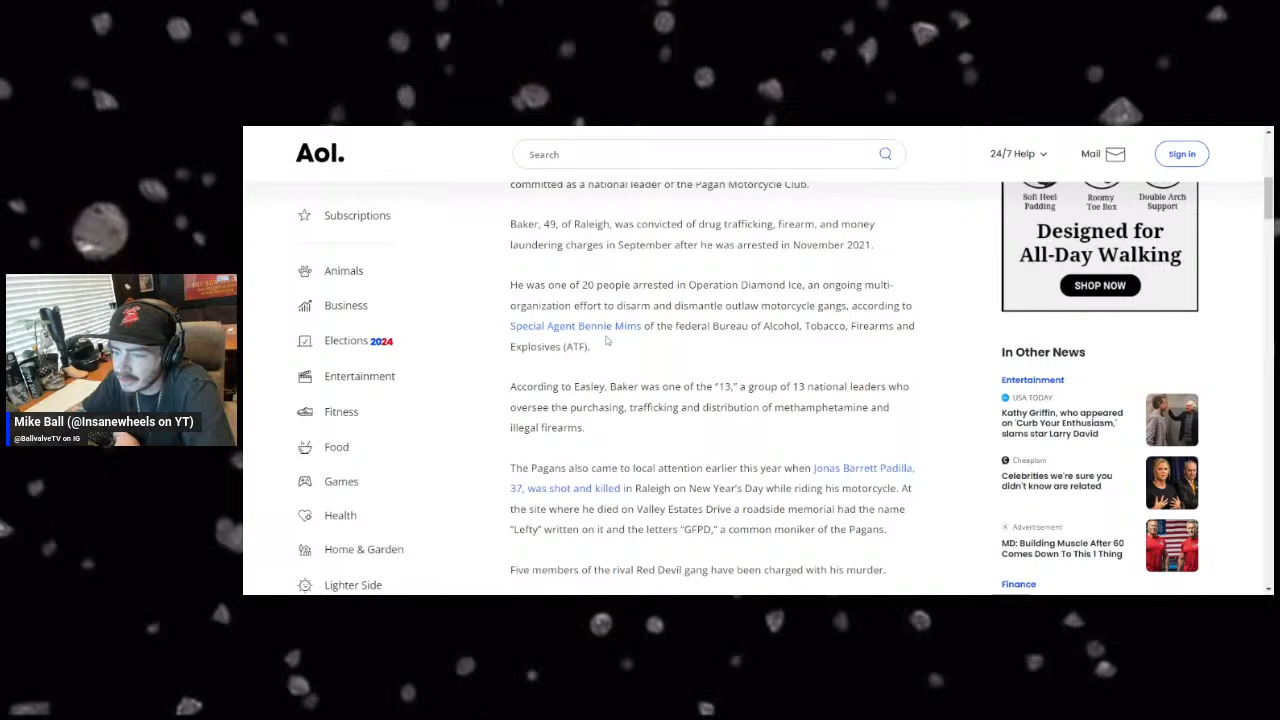 Aol.
Search
24/7 Help
Mail
Sign in
Subscriptions
Animals
Business
Elections 2024
Entertainment
Fitness
Food
Games
Health
Home & Garden
Lighter Side
committed as a national leader of the Pagan Motorcycle Club.
Baker, 49, of Raleigh, was convicted of drug trafficking, firearm, and money
laundering charges in September after he was arrested in November 2021.
He was one of 20 people arrested in Operation Diamond Ice, an ongoing multi-
organization effort to disarm and dismantle outlaw motorcycle gangs, according to
Special Agent Bennie Mims of the federal Bureau of Alcohol, Tobacco, Firearms and
Explosives (ATF).
According to Easley, Baker was one of the “13,” a group of 13 national leaders who
oversee the purchasing, trafficking and distribution of methamphetamine and
illegal firearms.
The Pagans also came to local attention earlier this year when Jonas Barrett Padilla,
37, was shot and killed in Raleigh on New Year’s Day while riding his motorcycle. At
the site where he died on Valley Estates Drive a roadside memorial had the name
“Lefty” written on it and the letters “GFPD,” a common moniker of the Pagans.
Five members of the rival Red Devil gang have been charged with his murder.
Soft Heel
Padding
Roomy
Toe Box
Double Arch
Support
Designed for
All-Day Walking
SHOP NOW
In Other News
Entertainment
USA TODAY
Kathy Griffin, who appeared
on 'Curb Your Enthusiasm,'
slams star Larry David
Cheapism
Celebrities we're sure you
didn't know are related
Advertisement
MD: Building Muscle After 60
Comes Down To This 1 Thing
Finance
Mike Ball (@Insanewheels on YT)
@BallvalveTV on IG